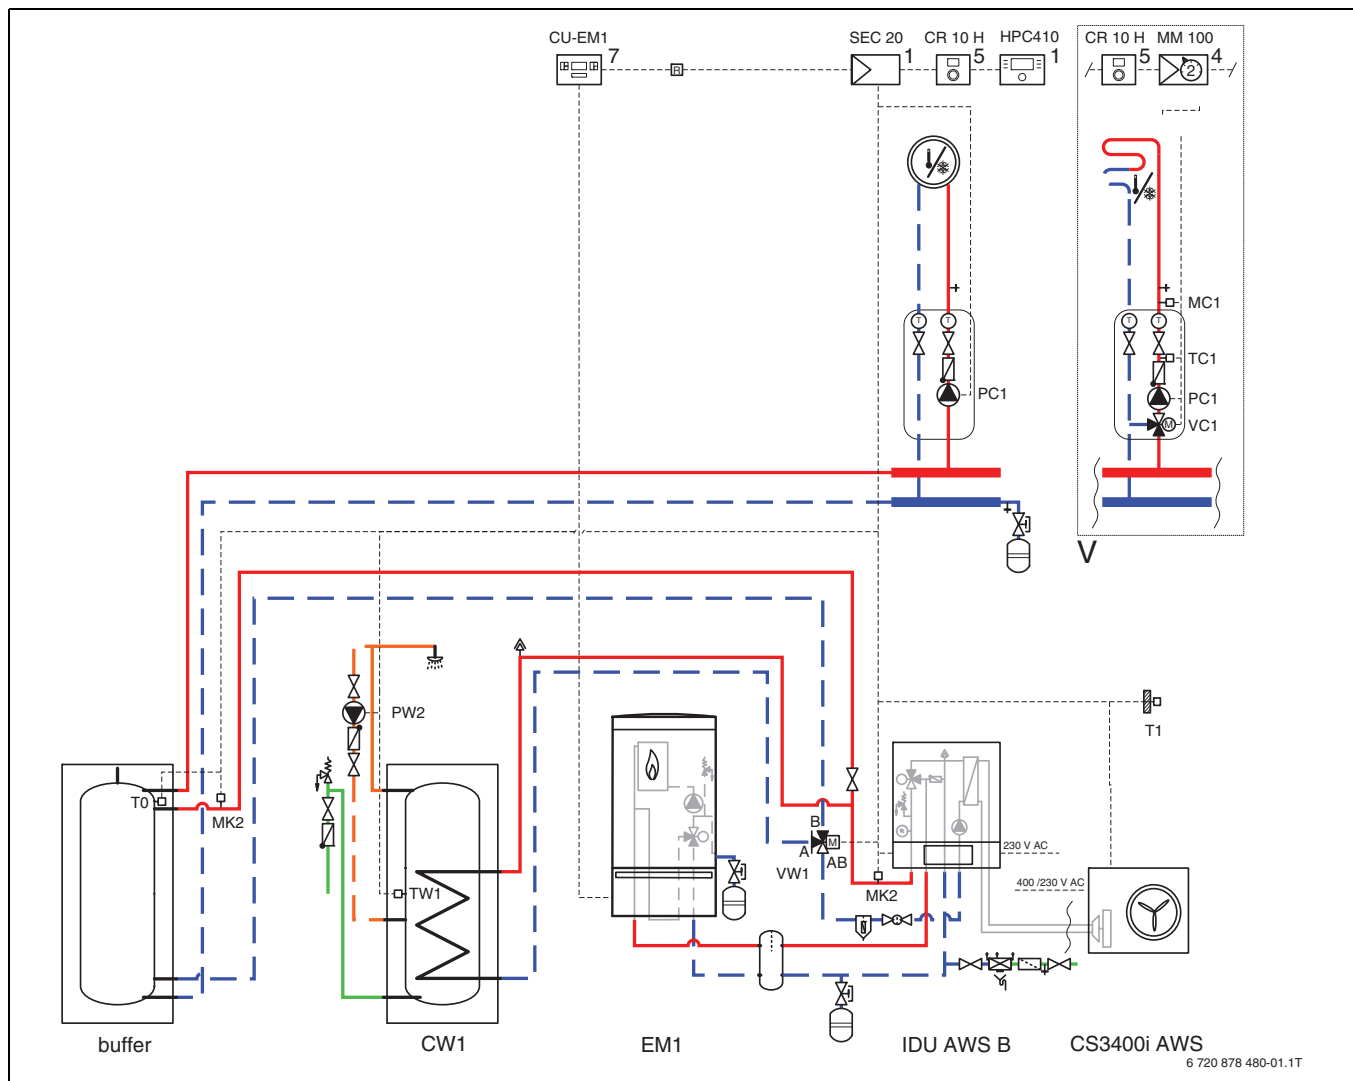 CU-EM1
7
R
SEC 20
1
CR 10 H
5
HPC410
1
CR 10 H
5
MM 100
2
4
MC1
T
T
T
T
TC1
PC1
PC1
VC1
M
V
PW2
T1
T0
MK2
B
A
M
AB
VW1
230 V AC
TW1
MK2
400 /230 V AC
buffer
CW1
EM1
IDU AWS B
CS3400i AWS
6 720 878 480-01.1T